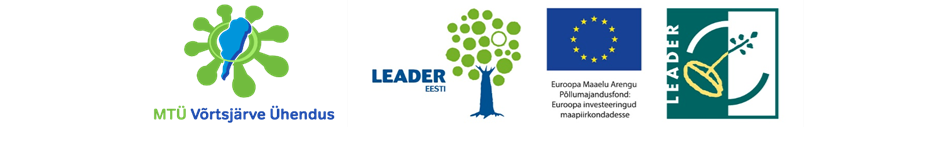 MTÜ Võrtsjärve Ühendus
LEADER
EESTI
Euroopa Maaelu Arengu
Põllumajandusfond:
Euroopa investeeringud
maapiirkondadesse
LEADER